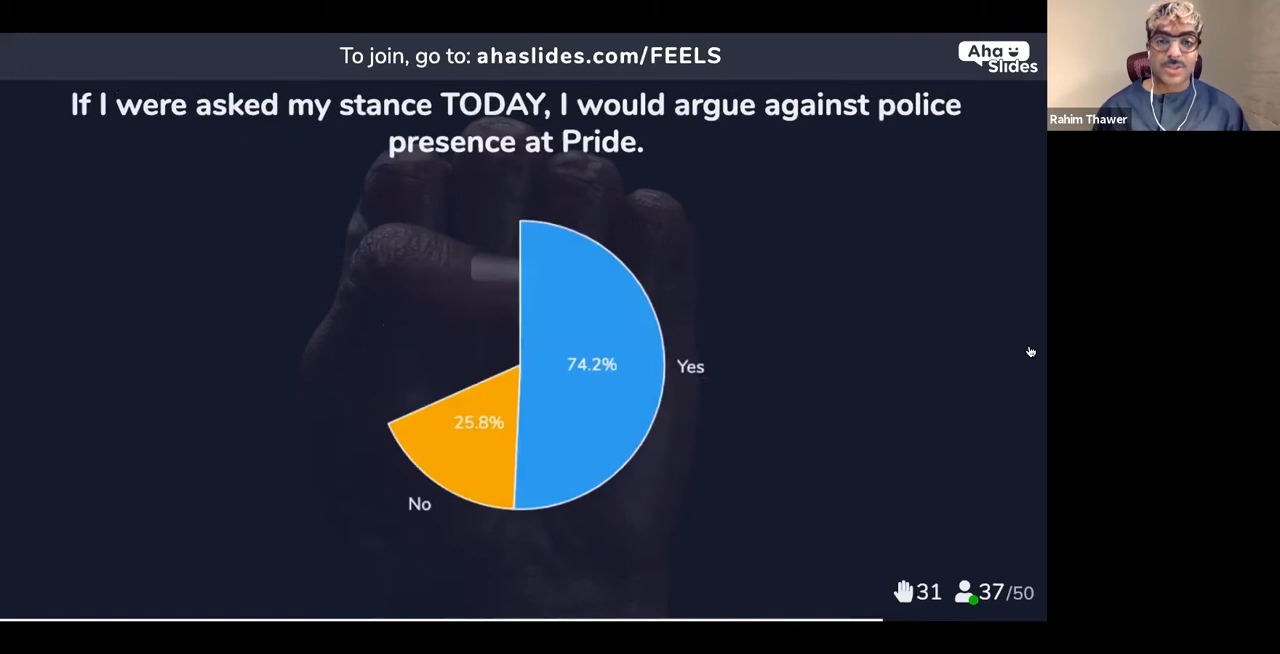 To join, go to: ahaslides.com/FEELS
Aha
Slides
Rahim Thawer
If I were asked my stance TODAY, I would argue against police
presence at Pride.
74.2%
Yes
25.8%
No
31
37/50